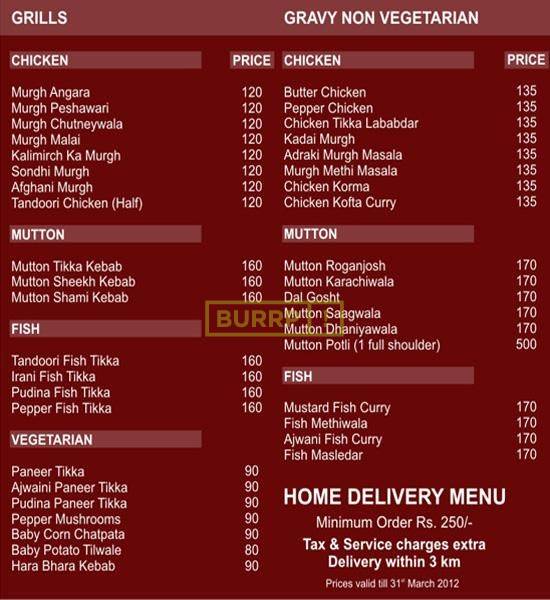 GRILLS
CHICKEN PRICE
Murgh Angara 120
Murgh Peshawari 120
Murgh Chutneywala 120
Murgh Malai 120
Kalimirch Ka Murgh 120
Sondhi Murgh 120
Afghani Murgh 120
Tandoori Chicken (Half) 120
MUTTON
Mutton Tikka Kebab 160
Mutton Sheekh Kebab 160
Mutton Shami Kebab 160
FISH
Tandoori Fish Tikka 160
Irani Fish Tikka 160
Pudina Fish Tikka 160
Pepper Fish Tikka 160
VEGETARIAN
Paneer Tikka 90
Ajwaini Paneer Tikka 90
Pudina Paneer Tikka 90
Pepper Mushrooms 90
Baby Corn Chatpata 90
Baby Potato Tilwale 80
Hara Bhara Kebab 90
GRAVY NON VEGETARIAN
CHICKEN PRICE
Butter Chicken 135
Pepper Chicken 135
Chicken Tikka Lababdar 135
Kadai Murgh 135
Adraki Murgh Masala 135
Murgh Methi Masala 135
Chicken Korma 135
Chicken Kofta Curry 135
MUTTON
Mutton Roganjosh 170
Mutton Karachiwala 170
Dal Gosht 170
Mutton Saagwala 170
Mutton Dhaniyawala 170
Mutton Potli (1 full shoulder) 500
FISH
Mustard Fish Curry 170
Fish Methiwala 170
Ajwani Fish Curry 170
Fish Masledar 170
HOME DELIVERY MENU
Minimum Order Rs. 250/-
Tax & Service charges extra
Delivery within 3 km
Prices valid till 31st March 2012